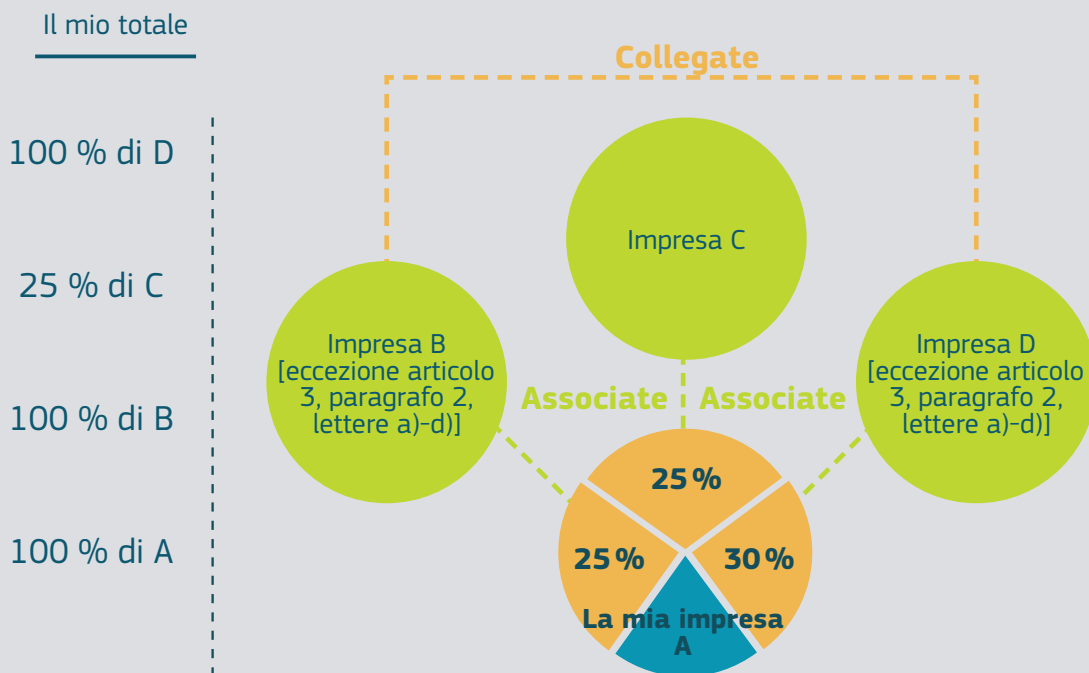 Il mio totale
100 % di D
25 % di C
100 % di B
100 % di A
Collegate
Impresa C
Impresa B
[eccezione articolo
3, paragrafo 2,
lettere a)-d)]
Impresa D
[eccezione articolo
3, paragrafo 2,
lettere a)-d)]
Associate
Associate
25 %
25 %
30 %
La mia impresa
A